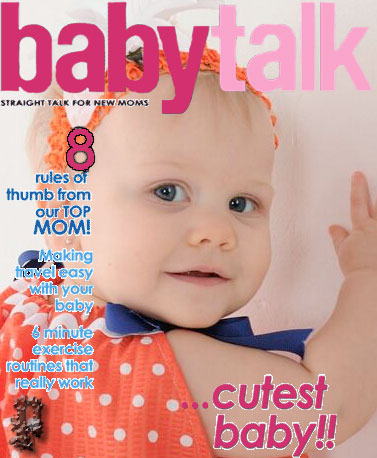 babytalk
STRAIGHT TALK FOR NEW MOMS
8
rules of
thumb from
our TOP
MOM!
Making
travel easy
with your
baby
6 minute
exercise
routines that
really work
...cutest
baby!!